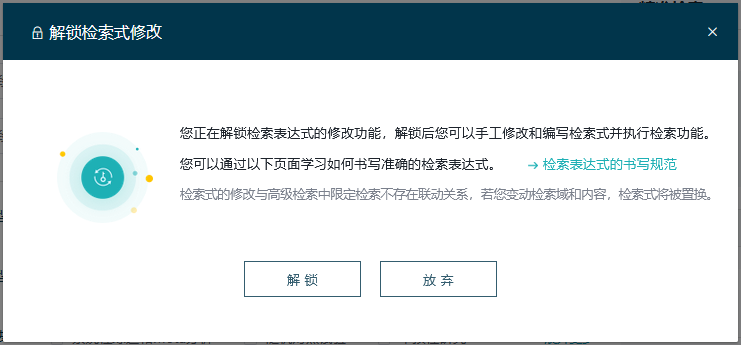 解锁检索式修改
您正在解锁检索表达式的修改功能，解锁后您可以手工修改和编写检索式并执行检索功能。
您可以通过以下页面学习如何书写准确的检索表达式。 → 检索表达式的书写规范
检索式的修改与高级检索中限定检索不存在联动关系，若您变动检索域和内容，检索式将被置换。
解 锁 放 弃